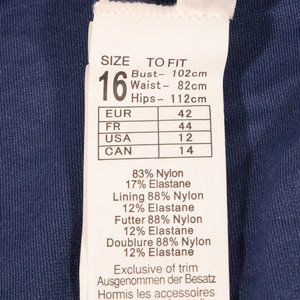 SIZE TO FIT
16 Bust– 102cm
Waist– 82cm
Hips– 112cm
EUR 42
FR 44
USA 12
CAN 14
83% Nylon
17% Elastane
Lining 88% Nylon
12% Elastane
Futter 88% Nylon
12% Elastane
Doublure 88% Nylon
12% Elastane
Exclusive of trim
Ausgenommen der Besatz
Hormis les accessoires